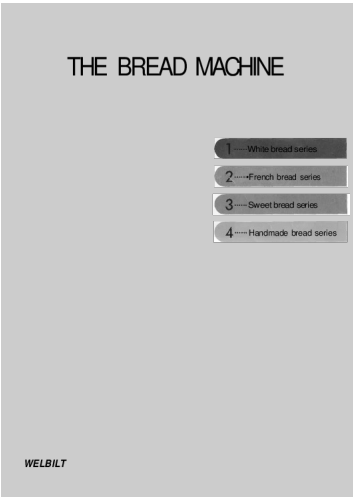 THE BREAD MACHINE
1 ······ White bread series
2 ······ French bread series
3 ······ Sweet bread series
4 ······ Handmade bread series
WELBILT